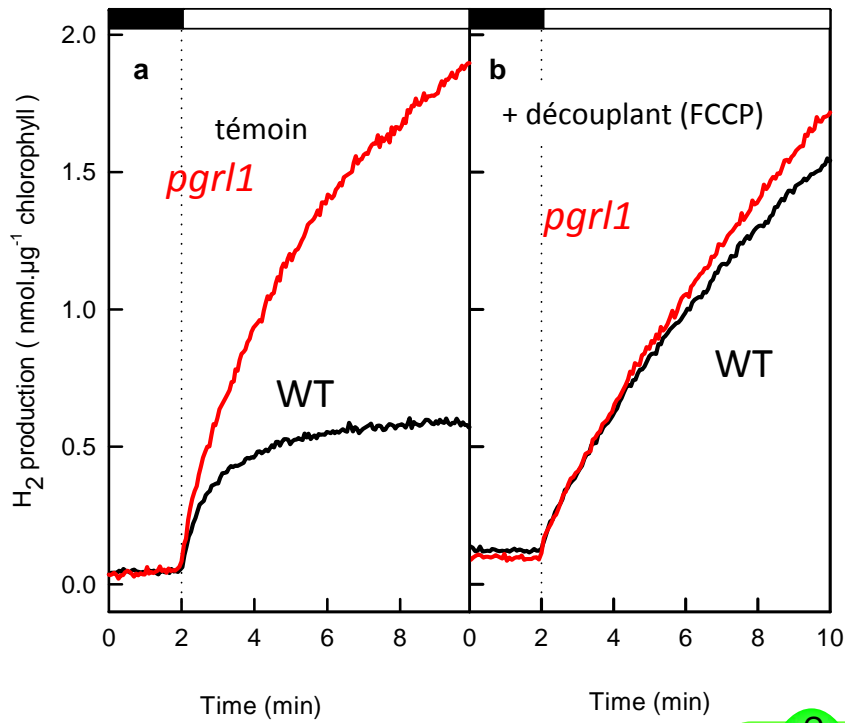 H2 production ( nmol.µg-1 chlorophyll )
2.0
1.5
1.0
0.5
0.0
a
témoin
pgrl1
WT
b
+ découplant (FCCP)
pgrl1
WT
0 2 4 6 8 0 2 4 6 8 10
Time (min) Time (min)